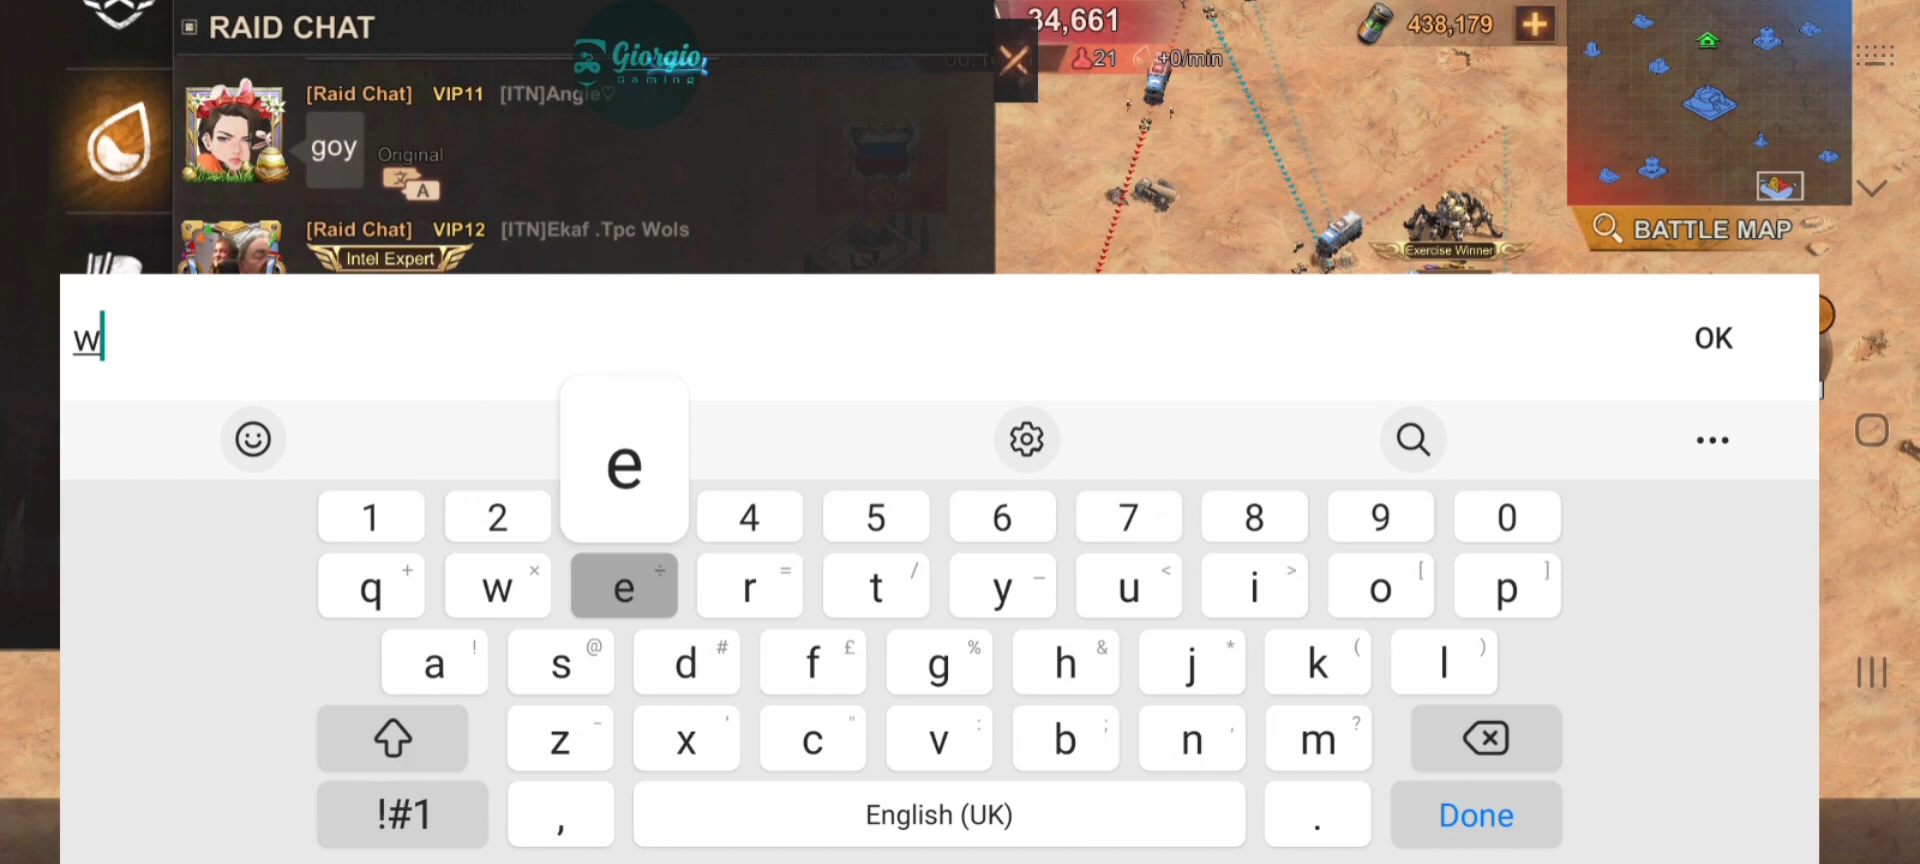 RAID CHAT
Giorgio
Gaming
34,661
438,179
21
+0/min
[Raid Chat] VIP11 [ITN]Angie♡
goy
Original
A
[Raid Chat] VIP12 [ITN]Ekaf .Tpc Wols
Intel Expert
Exercise Winner
BATTLE MAP
w
OK
e
1 2 4 5 6 7 8 9 0
q + w × e ÷ r = t / y _ u < i > o [ p ]
a ! s @ d # f £ g % h & j * k ( l )
z - x ' c " v : b ; n , m ?
!#1 , English (UK) . Done